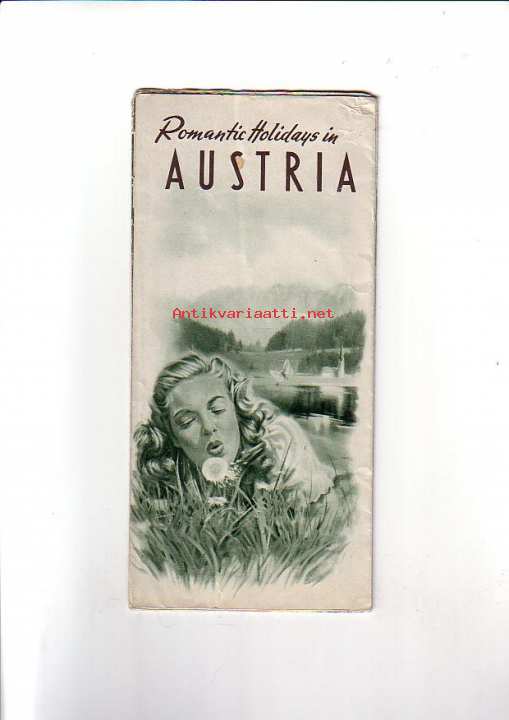 Romantic Holidays in
AUSTRIA
Antikvariaatti.net